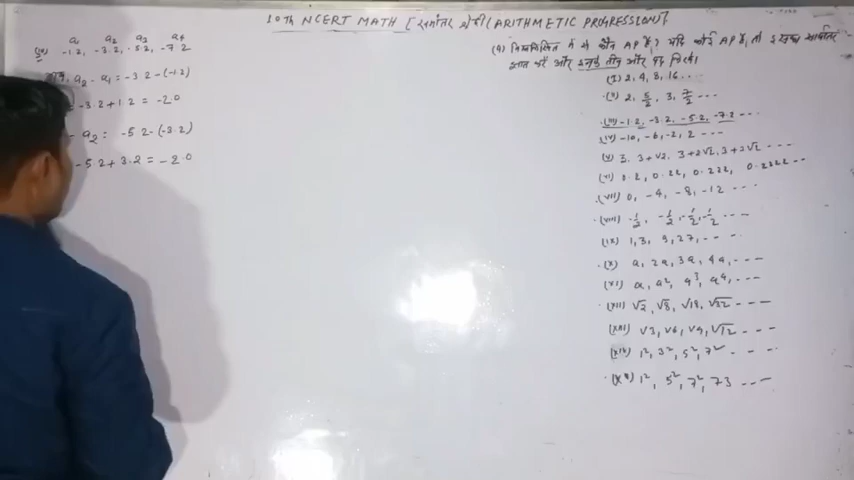 10th NCERT MATH [समांतर श्रेणी (ARITHMETIC PROGRESSION)]
a₁ a₂ a₃ a₄
-1.2, -3.2, -5.2, -7.2
a₂ - a₁ = -3.2 - (-1.2)
= -3.2 + 1.2 = -2.0
- a₂ = -5.2 - (-3.2)
-5.2 + 3.2 = -2.0
(Q) निम्नलिखित में से कौन AP हैं? यदि कोई AP है, तो इसका सार्वांतर
ज्ञात करें और इनके तीन और पद लिखें।
(I) 2, 4, 8, 16 ...
(II) 2, 5/2, 3, 7/2 ---
(III) -1.2, -3.2, -5.2, -7.2 ---
(IV) -10, -6, -2, 2 ---
(V) 3, 3+√2, 3+2√2, 3+3√2 ---
(VI) 0.2, 0.22, 0.222, 0.2222 ---
(VII) 0, -4, -8, -12 ---
(VIII) -1/2, -1/2, -1/2, -1/2 ---
(IX) 1, 3, 9, 27, ---
(X) a, 2a, 3a, 4a, ---
(XI) a, a², a³, a⁴, ---
(XII) √2, √8, √18, √32 ---
(XIII) √3, √6, √9, √12 ---
(XIV) 1², 3², 5², 7² ---
(XV) 1², 5², 7², 73 ---